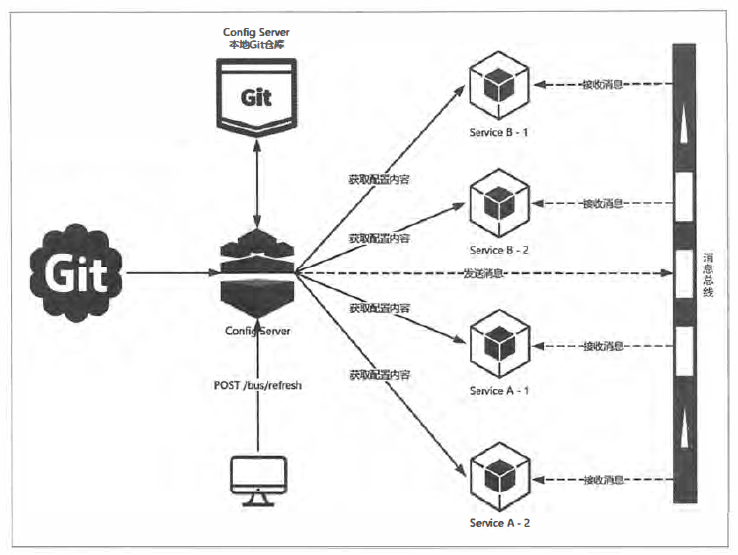 Config Server
本地Git仓库
Git
Service B - 1
接收消息
获取配置内容
Service B - 2
接收消息
获取配置内容
Git
发送消息
消息总线
Config Server
获取配置内容
接收消息
Service A - 1
POST /bus/refresh
获取配置内容
接收消息
Service A - 2